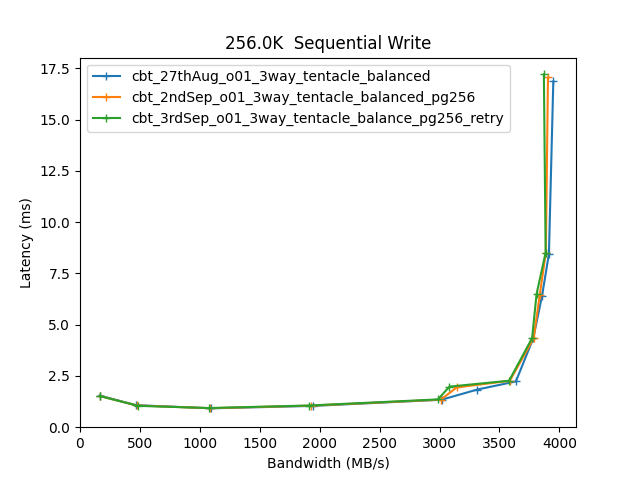 256.0K  Sequential Write
cbt_27thAug_o01_3way_tentacle_balanced
cbt_2ndSep_o01_3way_tentacle_balanced_pg256
cbt_3rdSep_o01_3way_tentacle_balance_pg256_retry
17.5
15.0
12.5
10.0
7.5
5.0
2.5
0.0
Latency (ms)
0 500 1000 1500 2000 2500 3000 3500 4000
Bandwidth (MB/s)